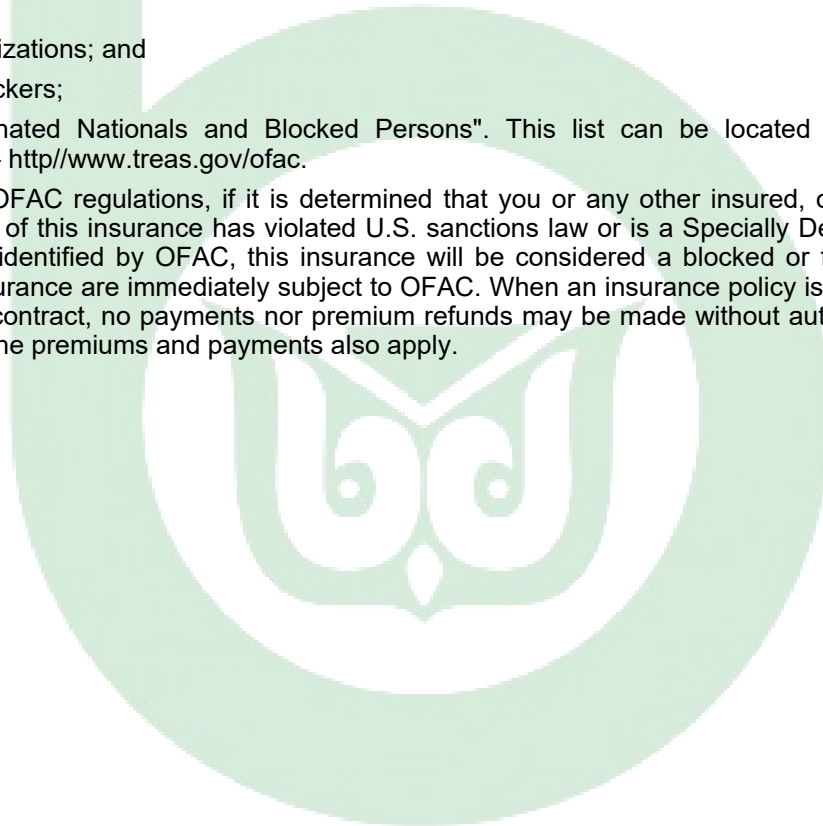 izations; and
ckers;
nated Nationals and Blocked Persons". This list can be located
http//www.treas.gov/ofac.
OFAC regulations, if it is determined that you or any other insured, 
of this insurance has violated U.S. sanctions law or is a Specially De
identified by OFAC, this insurance will be considered a blocked or f
urance are immediately subject to OFAC. When an insurance policy is
contract, no payments nor premium refunds may be made without aut
he premiums and payments also apply.